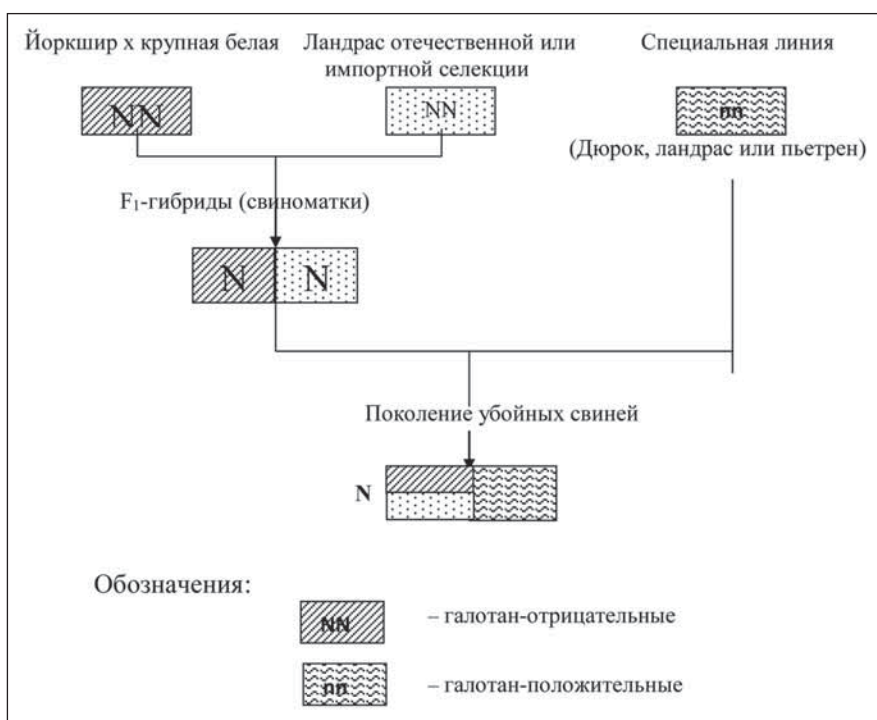 Йоркшир х крупная белая
Ландрас отечественной или
импортной селекции
Специальная линия
NN
NN
nn
(Дюрок, ландрас или пьетрен)
F₁-гибриды (свиноматки)
N
N
Поколение убойных свиней
N
Обозначения:
NN – галотан-отрицательные
nn – галотан-положительные